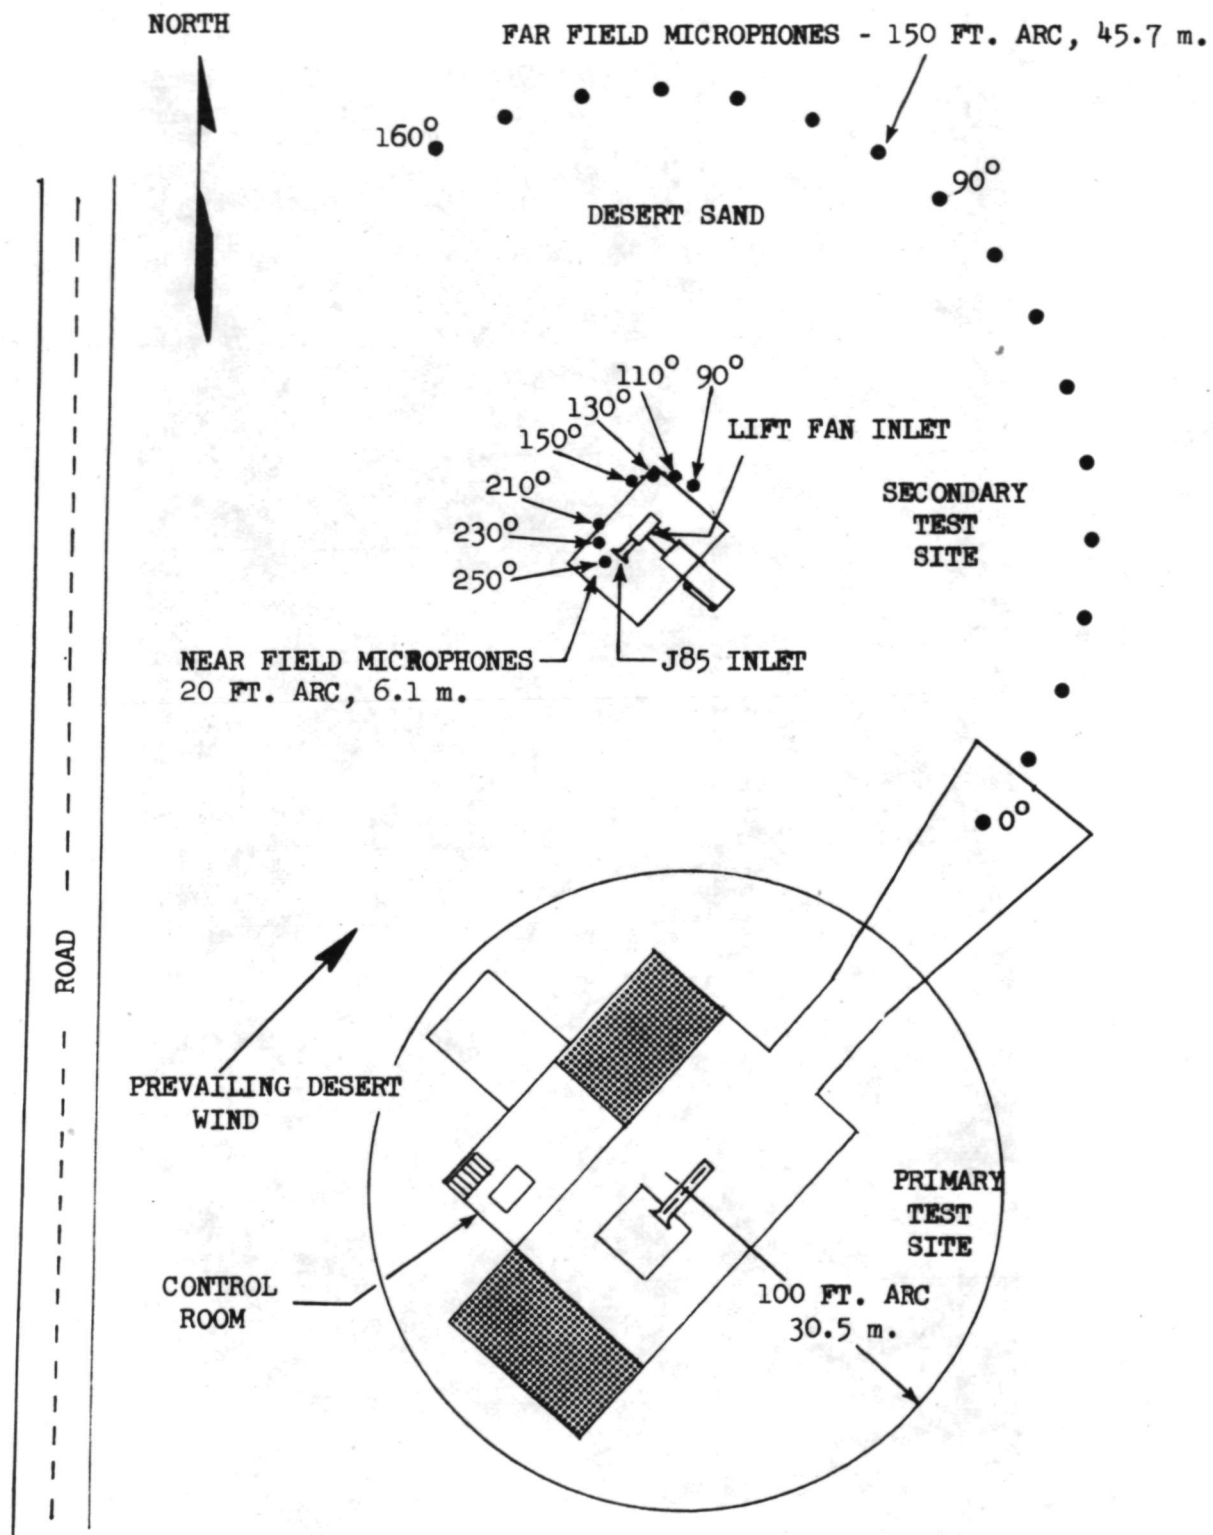 NORTH
FAR FIELD MICROPHONES - 150 FT. ARC, 45.7 m.
160°
90°
DESERT SAND
110° 90°
130°
LIFT FAN INLET
150°
210°
SECONDARY
TEST
SITE
230°
250°
NEAR FIELD MICROPHONES
20 FT. ARC, 6.1 m.
J85 INLET
0°
ROAD
PREVAILING DESERT
WIND
PRIMARY
TEST
SITE
CONTROL
ROOM
100 FT. ARC
30.5 m.